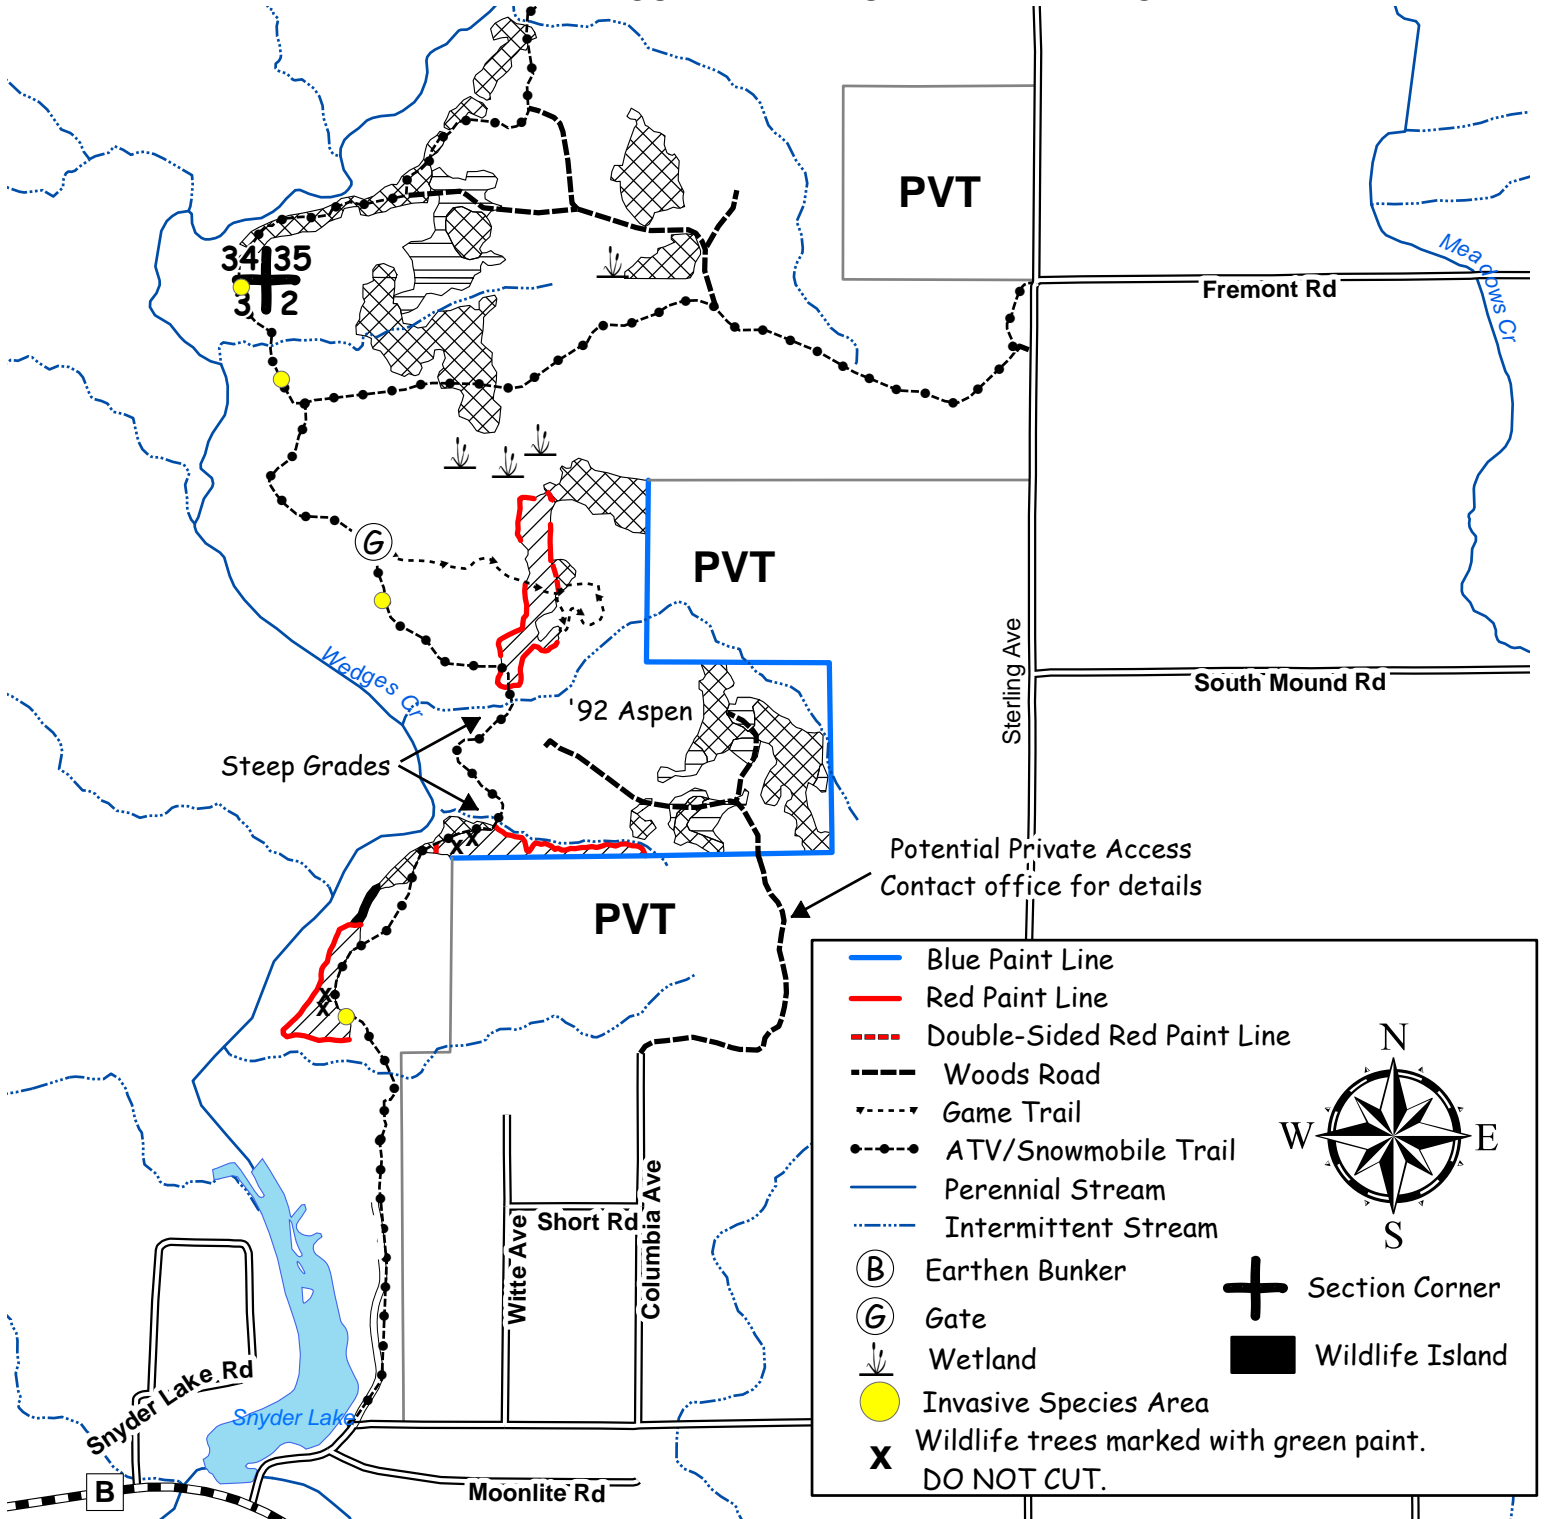 PVT
34 35
3 2
Fremont Rd
Meadows Cr
G
PVT
Sterling Ave
South Mound Rd
Wedges Cr
'92 Aspen
Steep Grades
x x
Potential Private Access
Contact office for details
PVT
x
x
Blue Paint Line
Red Paint Line
Double-Sided Red Paint Line
Woods Road
Game Trail
ATV/Snowmobile Trail
Perennial Stream
Intermittent Stream
B Earthen Bunker
G Gate
Wetland
Invasive Species Area
x Wildlife trees marked with green paint.
DO NOT CUT.
Section Corner
Wildlife Island
N
W E
S
Short Rd
Witte Ave
Columbia Ave
Snyder Lake Rd
Snyder Lake
B
Moonlite Rd